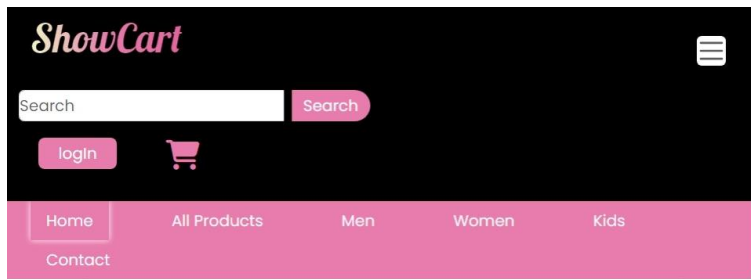 ShowCart
Search Search
logIn
Home All Products Men Women Kids
Contact